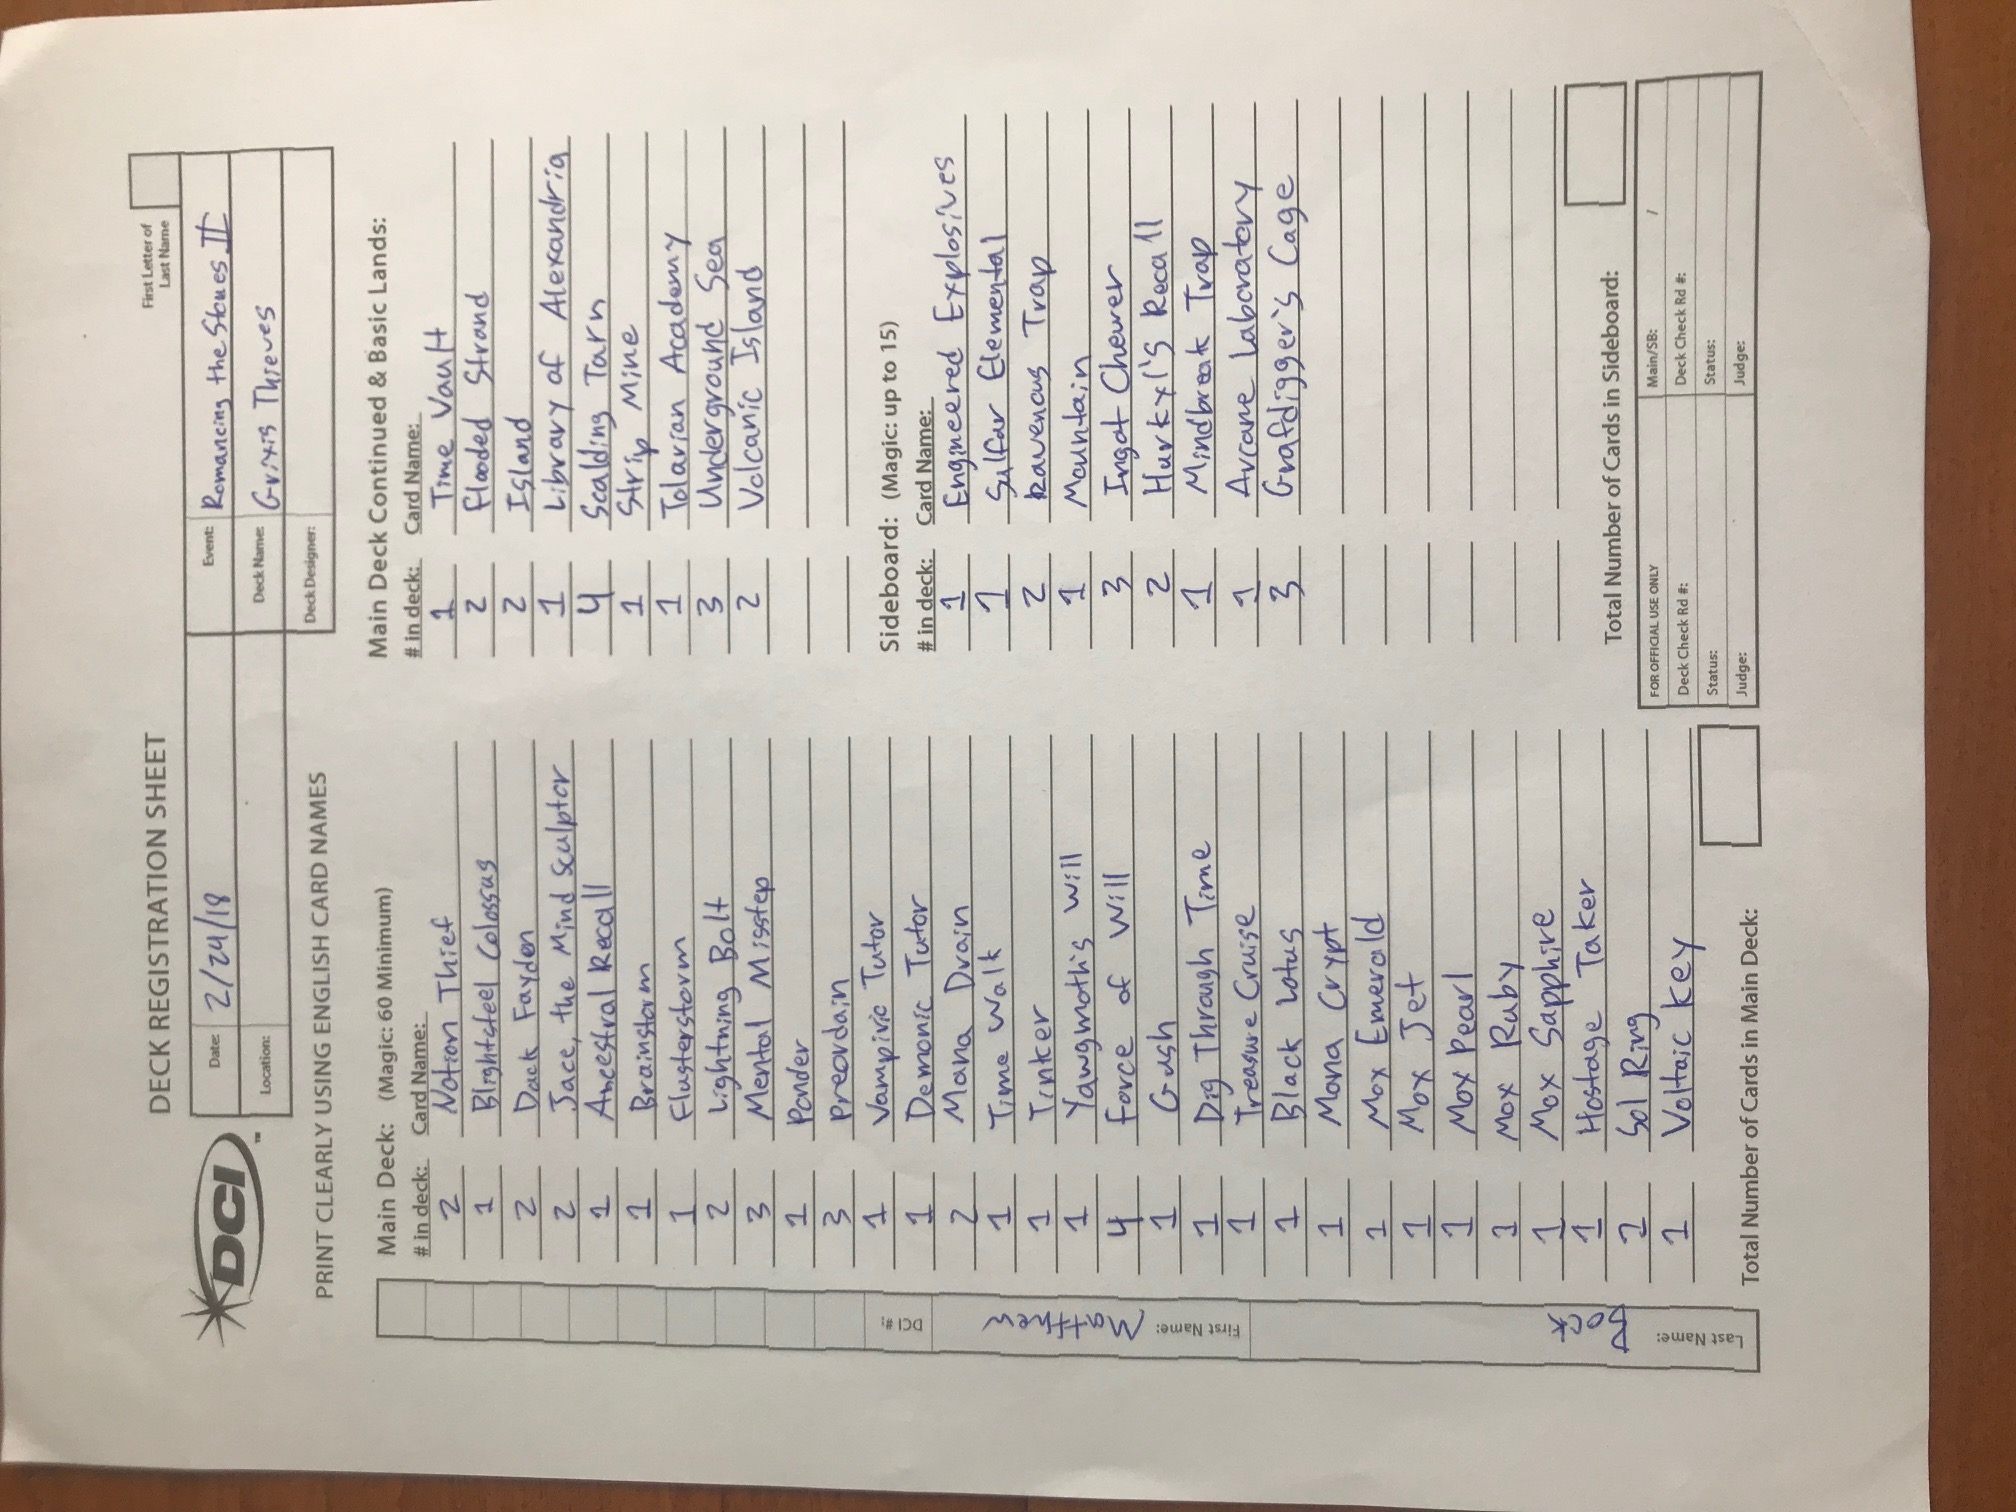 DECK REGISTRATION SHEET
First Letter of
Last Name
DCI
TM
Date: 2/24/18
Event: Romancing the Stones II
Location:
Deck Name: Grixis Thieves
Deck Designer:
PRINT CLEARLY USING ENGLISH CARD NAMES
Main Deck: (Magic: 60 Minimum)
# in deck: Card Name:
2 Notion Thief
1 Blightsteel Colossus
2 Dack Fayden
2 Jace, the Mind Sculptor
1 Ancestral Recall
1 Brainstorm
1 Flusterstorm
2 Lightning Bolt
3 Mental Misstep
1 Ponder
3 Preordain
1 Vampiric Tutor
1 Demonic Tutor
2 Mana Drain
1 Time Walk
1 Tinker
1 Yawgmoth's Will
4 Force of Will
1 Gush
1 Dig Through Time
1 Treasure Cruise
1 Black Lotus
1 Mana Crypt
1 Mox Emerald
1 Mox Jet
1 Mox Pearl
1 Mox Ruby
1 Mox Sapphire
1 Hostage Taker
Sol Ring
1 Voltaic Key
Total Number of Cards in Main Deck:
Main Deck Continued & Basic Lands:
# in deck: Card Name:
1 Time Vault
2 Flooded Strand
2 Island
1 Library of Alexandria
4 Scalding Tarn
1 Strip Mine
1 Tolarian Academy
3 Underground Sea
2 Volcanic Island
Sideboard: (Magic: up to 15)
# in deck: Card Name:
1 Engineered Explosives
1 Sulfur Elemental
2 Ravenous Trap
1 Mountain
3 Ingot Chewer
2 Hurkyl's Recall
1 Mindbreak Trap
1 Arcane Laboratory
3 Grafdigger's Cage
Total Number of Cards in Sideboard:
FOR OFFICIAL USE ONLY
Main/SB: /
Deck Check Rd #:
Deck Check Rd #:
Status:
Status:
Judge:
Judge:
DCI #:
First Name: Matthew
Last Name: Bock